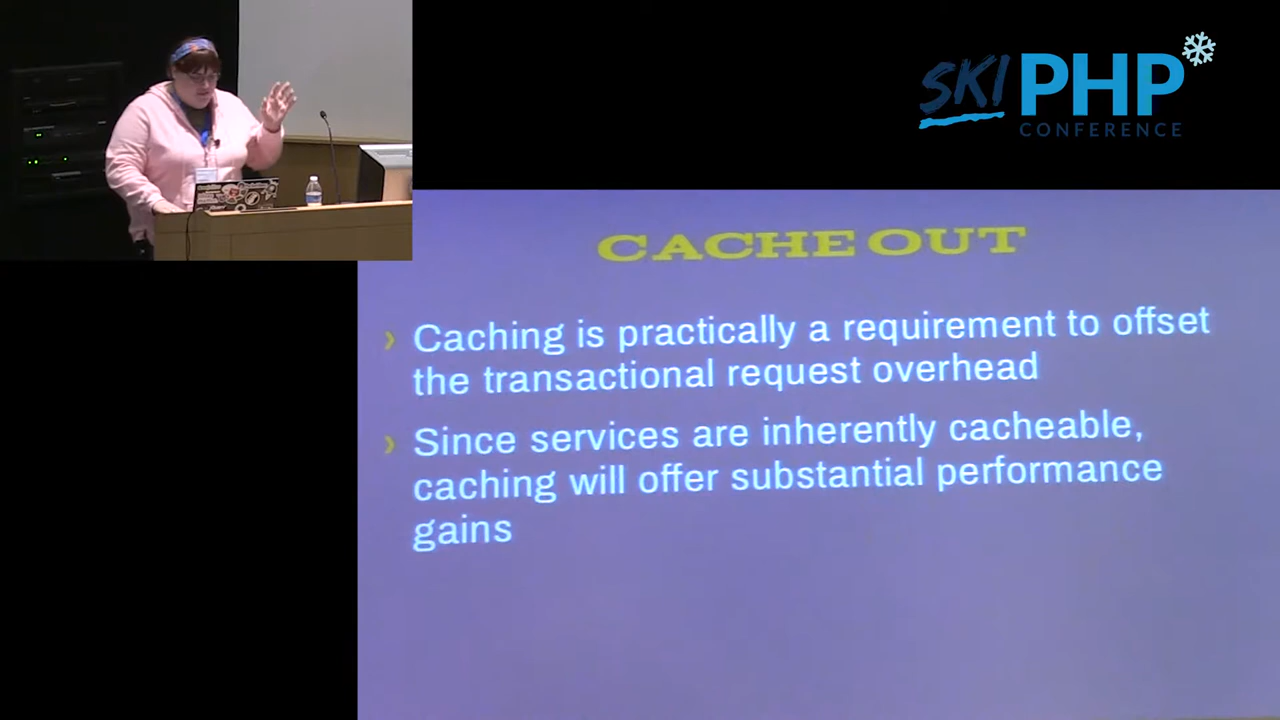 SKI PHP
CONFERENCE
CACHE OUT
› Caching is practically a requirement to offset
the transactional request overhead
› Since services are inherently cacheable,
caching will offer substantial performance
gains